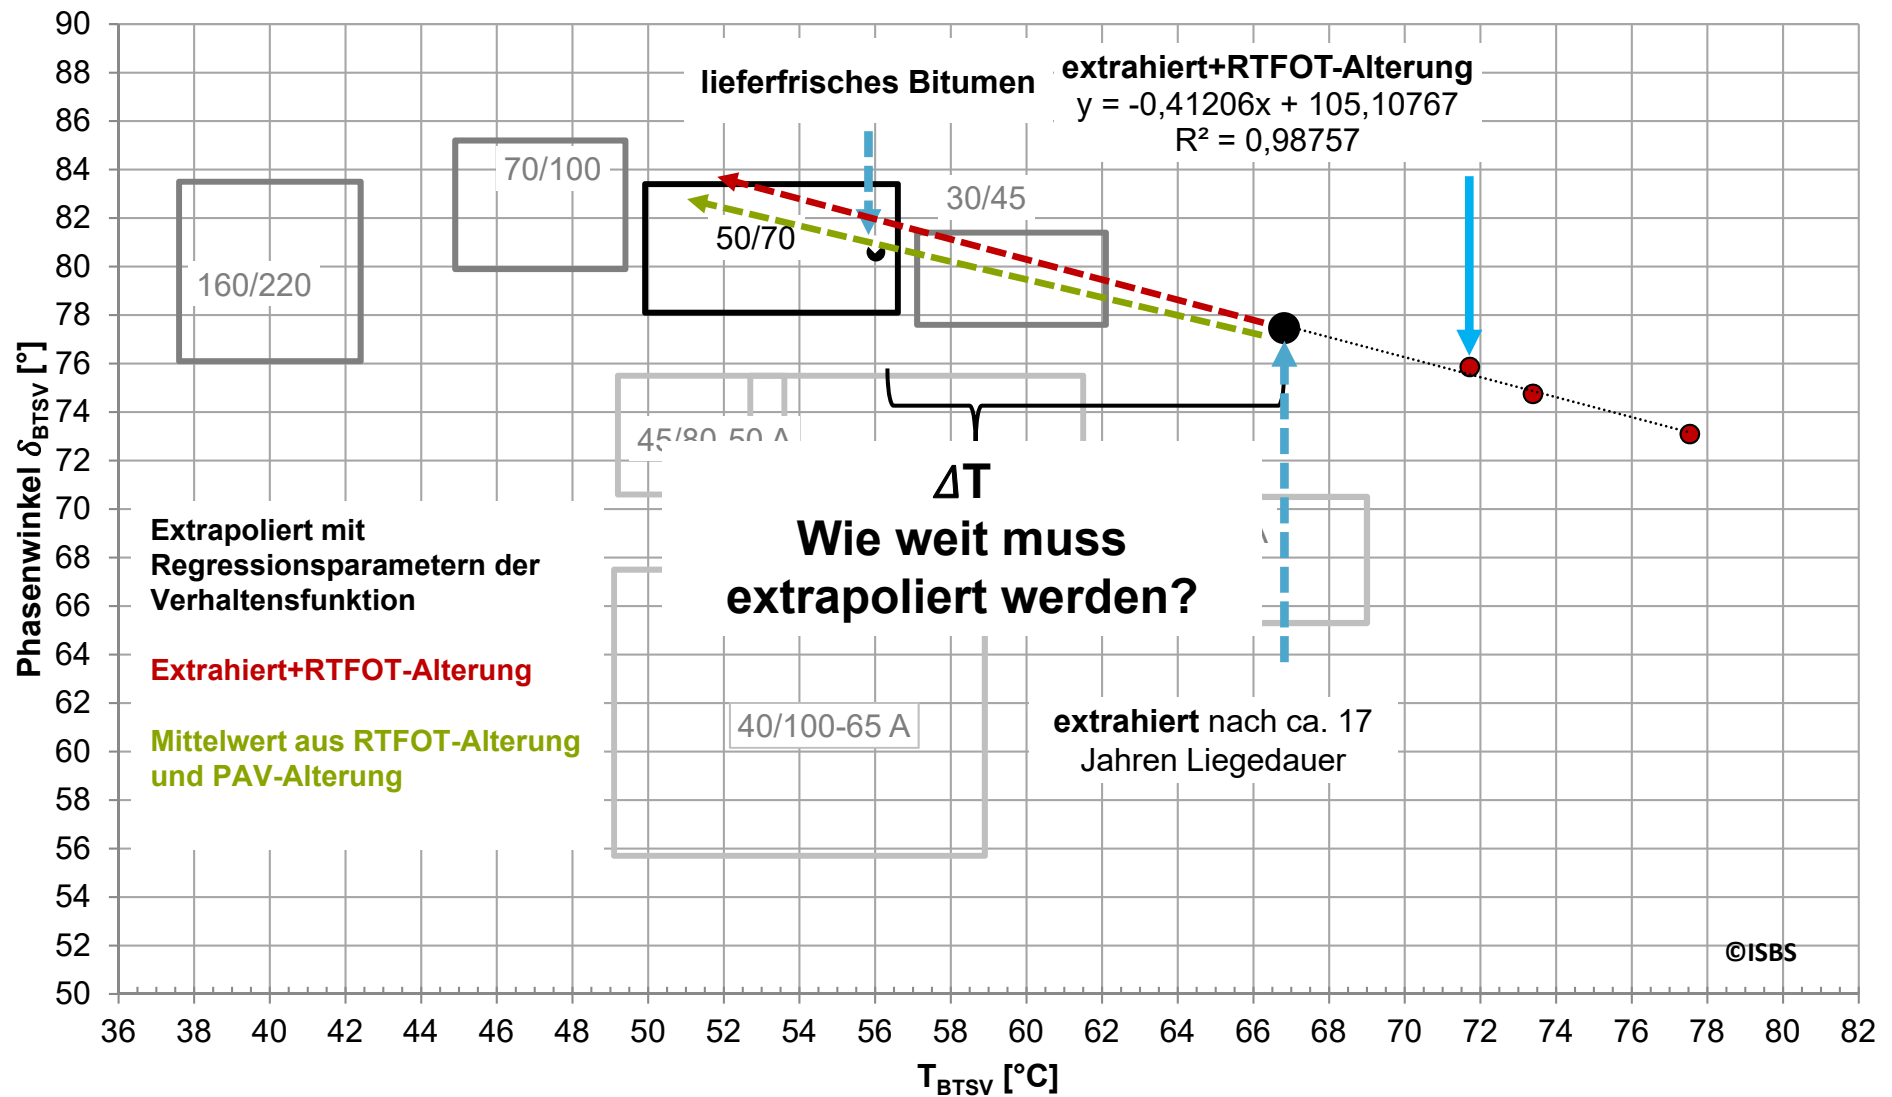 90
88
86
84
82
80
78
76
74
72
70
68
66
64
62
60
58
56
54
52
50
Phasenwinkel δBTSV [°]
lieferfrisches Bitumen
extrahiert+RTFOT-Alterung
y = -0,41206x + 105,10767
R² = 0,98757
160/220
70/100
50/70
30/45
45/80-50 A
ΔT
Wie weit muss
extrapoliert werden?
Extrapoliert mit
Regressionsparametern der
Verhaltensfunktion
Extrahiert+RTFOT-Alterung
Mittelwert aus RTFOT-Alterung
und PAV-Alterung
40/100-65 A
extrahiert nach ca. 17
Jahren Liegedauer
©ISBS
36 38 40 42 44 46 48 50 52 54 56 58 60 62 64 66 68 70 72 74 76 78 80 82
TBTSV [°C]